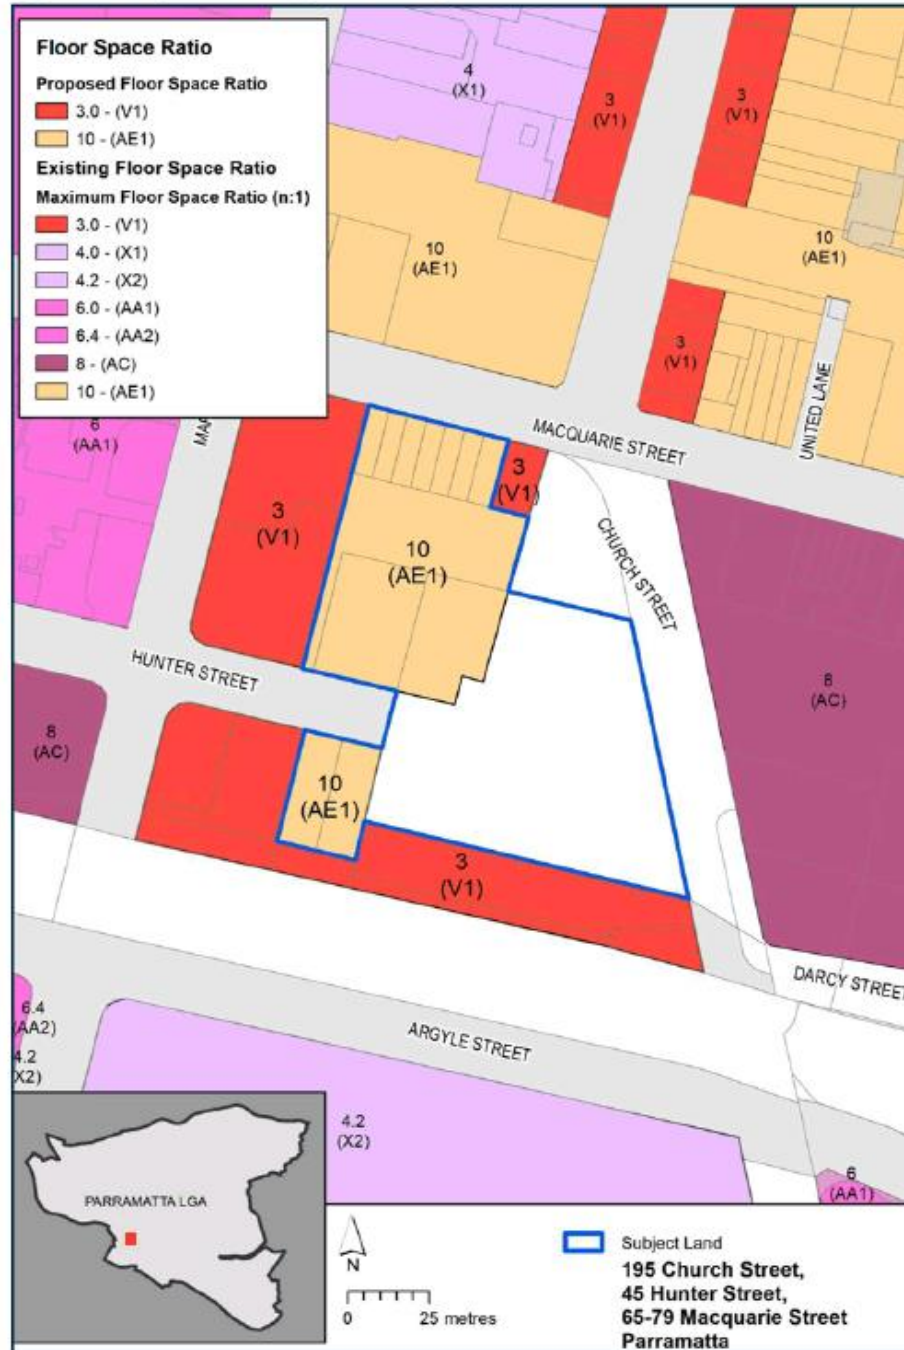 Floor Space Ratio
Proposed Floor Space Ratio
3.0 - (V1)
10 - (AE1)
Existing Floor Space Ratio
Maximum Floor Space Ratio (n:1)
3.0 - (V1)
4.0 - (X1)
4.2 - (X2)
6.0 - (AA1)
6.4 - (AA2)
8 - (AC)
10 - (AE1)
4
(X1)
3
(V1)
3
(V1)
10
(AE1)
10
(AE1)
3
(V1)
UNITED LANE
MACQUARIE STREET
6
(AA1)
MAR
3
(V1)
3
(V1)
10
(AE1)
CHURCH STREET
HUNTER STREET
8
(AC)
8
(AC)
10
(AE1)
3
(V1)
DARCY STREET
ARGYLE STREET
6.4
(AA2)
4.2
(X2)
4.2
(X2)
6
(AA1)
PARRAMATTA LGA
N
0 25 metres
Subject Land
195 Church Street,
45 Hunter Street,
65-79 Macquarie Street
Parramatta